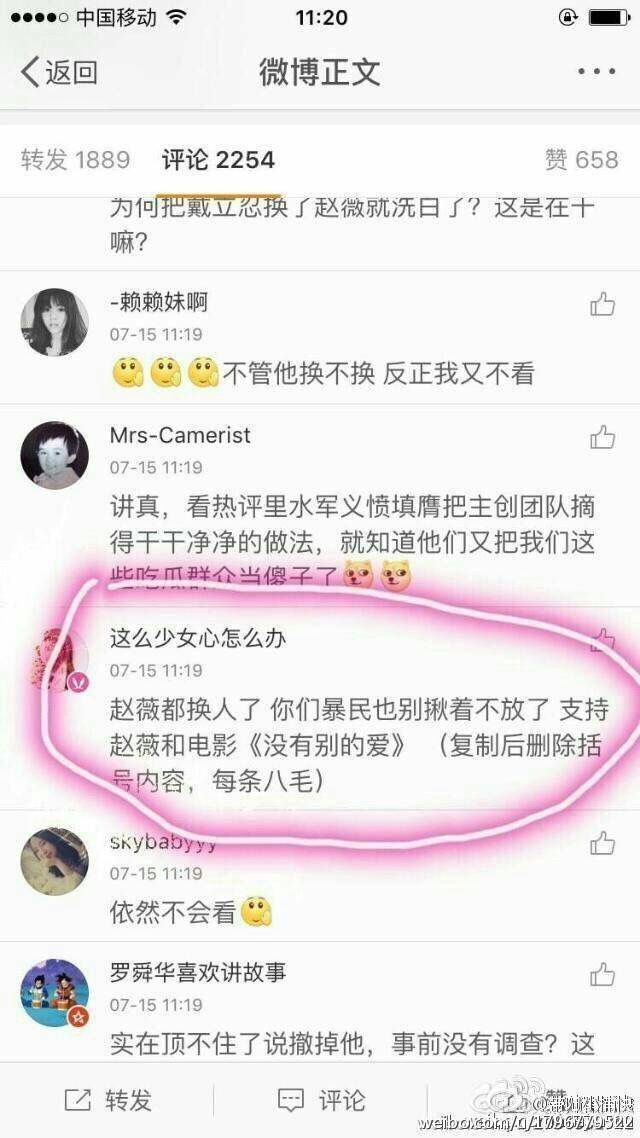 中国移动 11:20
返回 微博正文
转发 1889 评论 2254 赞 658
为何把戴立忍换了赵薇就洗白了？这是在干
嘛？
-赖赖妹啊
07-15 11:19
不管他换不换 反正我又不看
Mrs-Camerist
07-15 11:19
讲真，看热评里水军义愤填膺把主创团队摘
得干干净净的做法，就知道他们又把我们这
些吃瓜群众当傻子了
这么少女心怎么办
07-15 11:19
赵薇都换人了 你们暴民也别揪着不放了 支持
赵薇和电影《没有别的爱》（复制后删除括
号内容，每条八毛）
skybabyyy
07-15 11:19
依然不会看
罗舜华喜欢讲故事
07-15 11:19
实在顶不住了说撤掉他，事前没有调查？这
转发 评论 赞